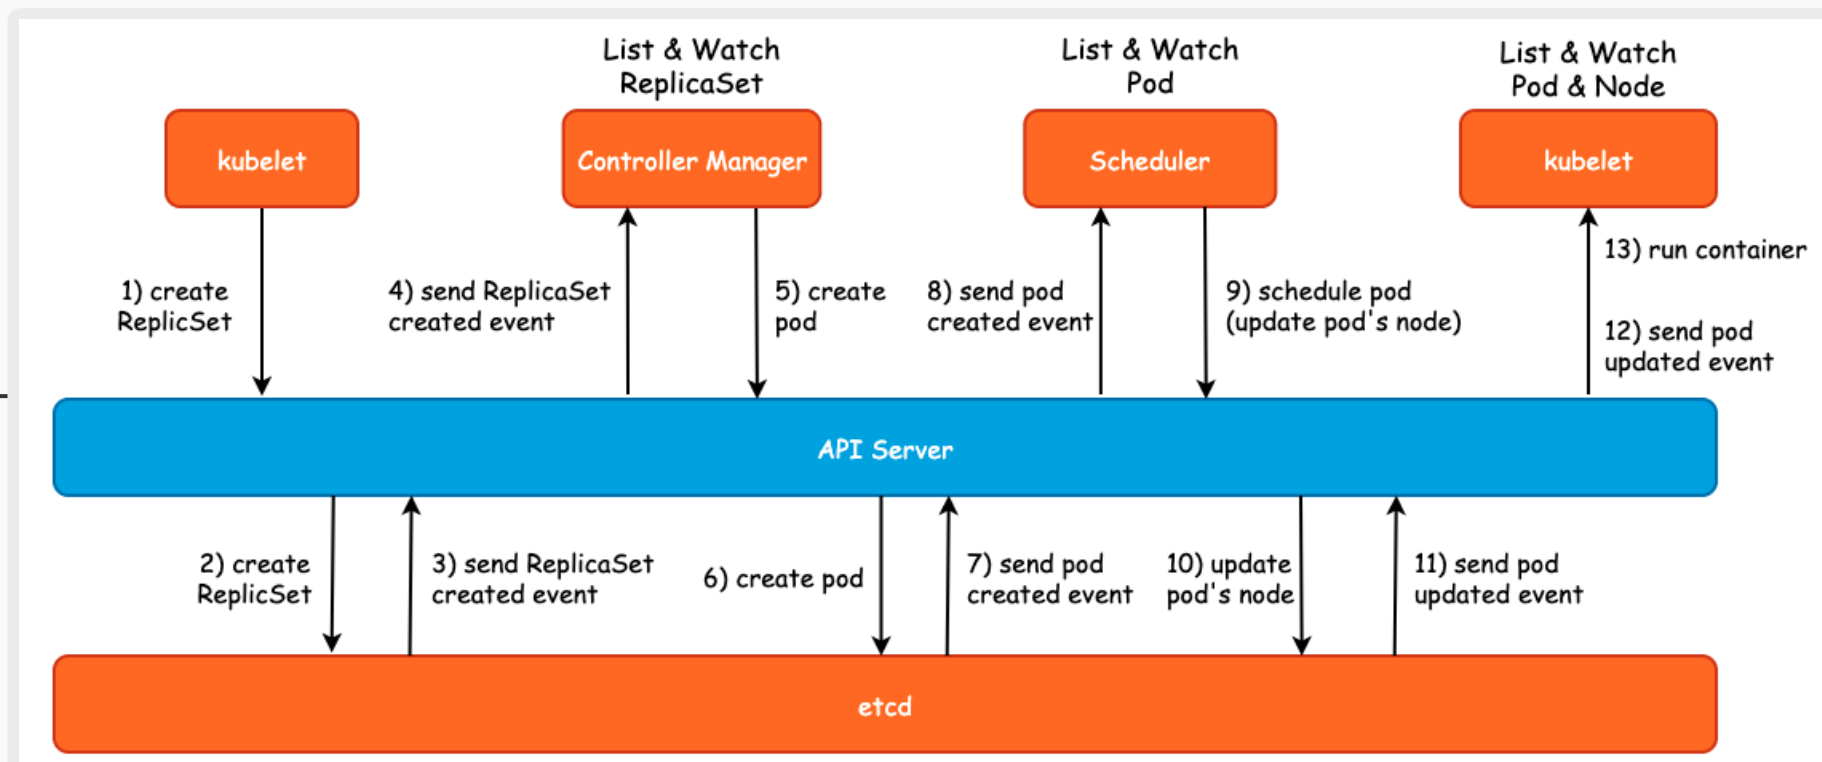 List & Watch
ReplicaSet
List & Watch
Pod
List & Watch
Pod & Node
kubelet
Controller Manager
Scheduler
kubelet
1) create
ReplicSet
4) send ReplicaSet
created event
5) create
pod
8) send pod
created event
9) schedule pod
(update pod's node)
13) run container
12) send pod
updated event
API Server
2) create
ReplicSet
3) send ReplicaSet
created event
6) create pod
7) send pod
created event
10) update
pod's node
11) send pod
updated event
etcd